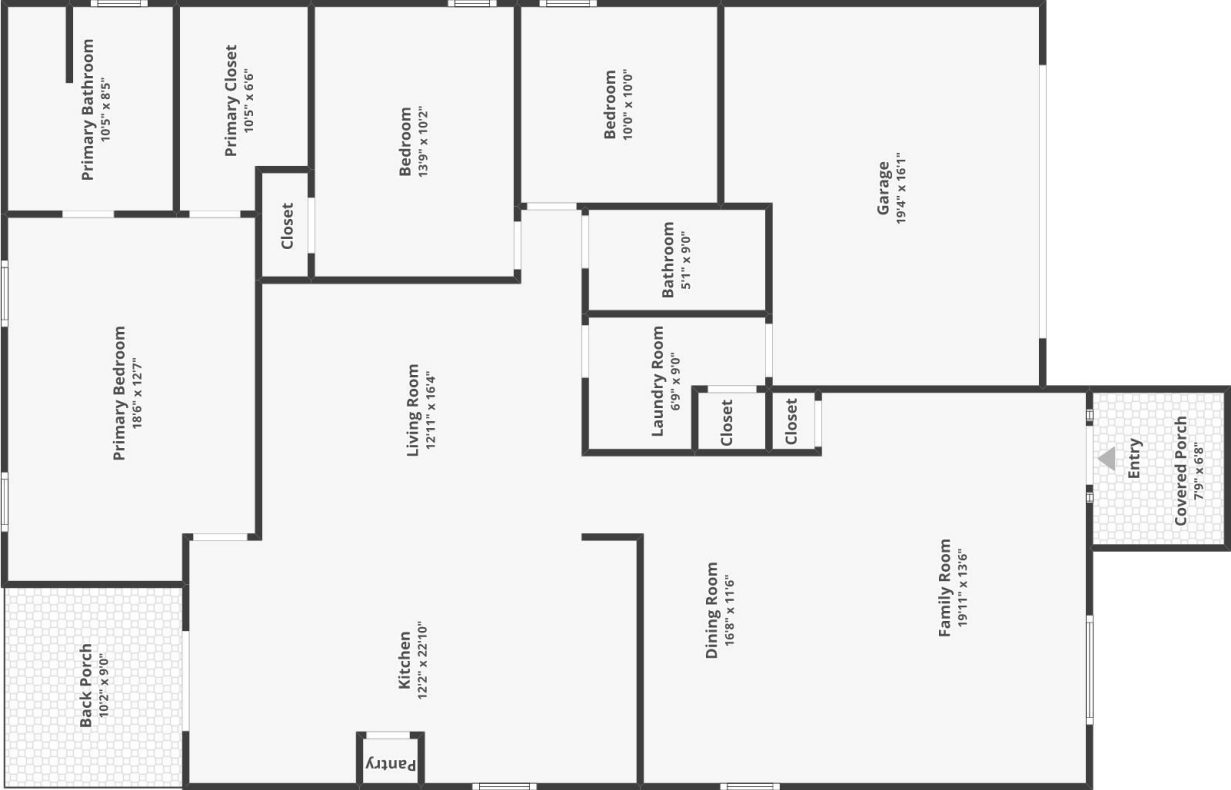 Primary Bathroom
10'5" x 8'5"
Primary Closet
10'5" x 6'6"
Bedroom
13'9" x 10'2"
Bedroom
10'0" x 10'0"
Garage
19'4" x 16'1"
Closet
Bathroom
5'1" x 9'0"
Primary Bedroom
18'6" x 12'7"
Living Room
12'11" x 16'4"
Laundry Room
6'9" x 9'0"
Closet
Closet
Entry
Covered Porch
7'9" x 6'8"
Family Room
19'11" x 13'6"
Dining Room
16'8" x 11'6"
Kitchen
12'2" x 22'10"
Back Porch
10'2" x 9'0"
Pantry